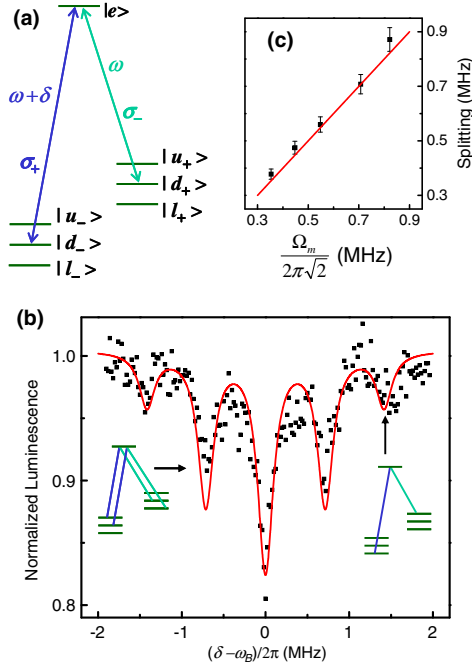 (a)
|e>
ω+δ
ω
σ₊
σ₋
|u₊>
|d₊>
|l₊>
|u₋>
|d₋>
|l₋>
(c)
Splitting (MHz)
0.9
0.7
0.5
0.3
0.3 0.5 0.7 0.9
Ωₘ / 2π√2 (MHz)
(b)
Normalized Luminescence
1.0
0.9
0.8
-2 -1 0 1 2
(δ−ω_B)/2π (MHz)